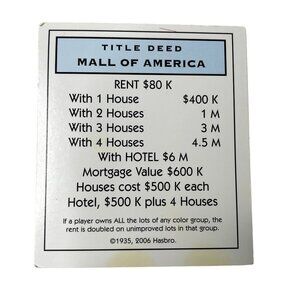 TITLE DEED
MALL OF AMERICA
RENT $80 K
With 1 House $400 K
With 2 Houses 1 M
With 3 Houses 3 M
With 4 Houses 4.5 M
With HOTEL $6 M
Mortgage Value $600 K
Houses cost $500 K each
Hotel, $500 K plus 4 Houses
If a player owns ALL the lots of any color group, the
rent is doubled on unimproved lots in that group.
©1935, 2006 Hasbro.